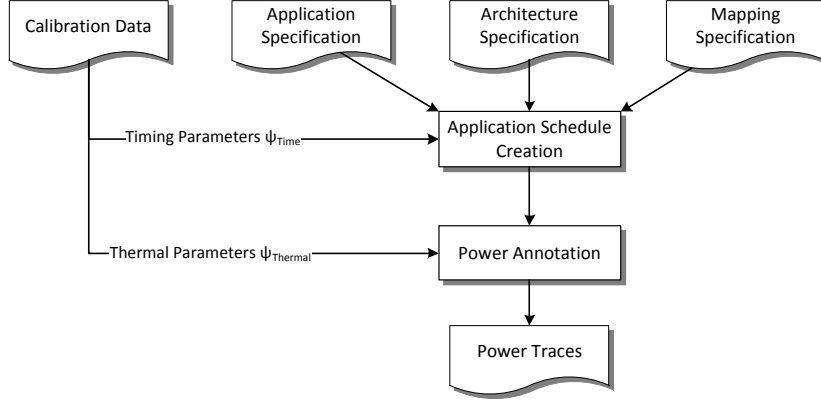 Calibration Data
Application
Specification
Architecture
Specification
Mapping
Specification
Timing Parameters ψTime
Application Schedule
Creation
Thermal Parameters ψThermal
Power Annotation
Power Traces